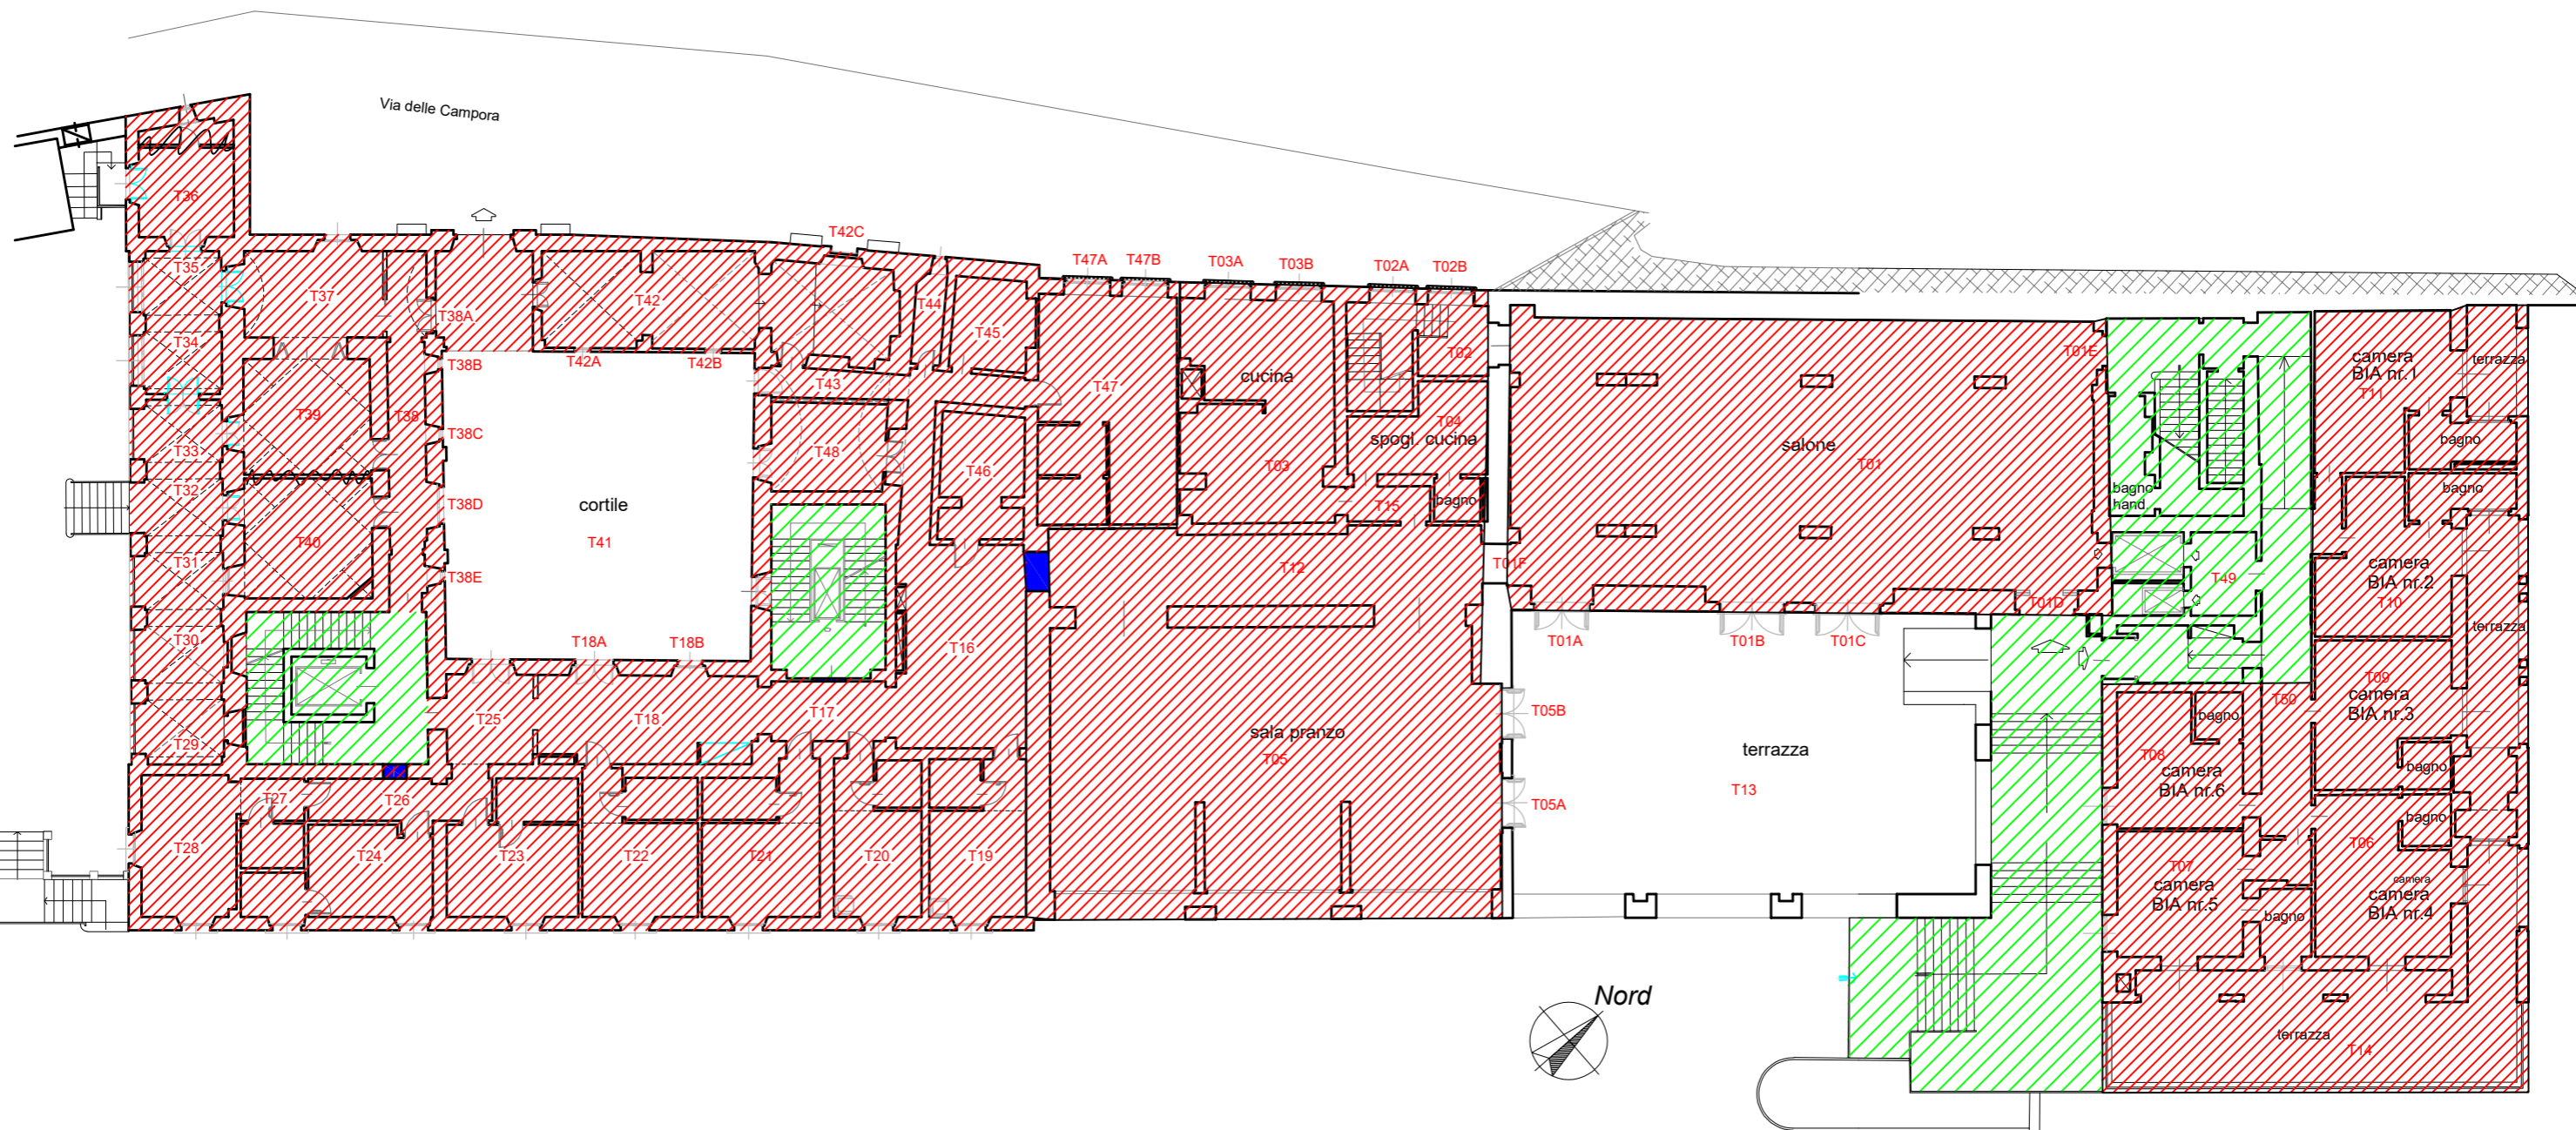 Via delle Campora
T36
T42C
T35
T37
T38A
T42
T44
T45
T47A
T47B
T03A
T03B
T02A
T02B
T34
T38B
T42A
T42B
T43
T47
cucina
T02
T01E
camera
BIA nr.1
T11
terrazza
T39
T38
T38C
T33
T48
T46
T04
spogl. cucina
T03
salone
T01
bagno
T32
T38D
cortile
T41
T15
bagno
bagno
hand.
bagno
T40
T31
T38E
T12
T01F
T49
camera
BIA nr.2
T10
T01D
T30
T18A
T18B
T16
T01A
T01B
T01C
terrazza
T29
T25
T18
T17
sala pranzo
T05
T05B
terrazza
T13
T50
T09
camera
BIA nr.3
bagno
T08
camera
BIA nr.6
bagno
T27
T26
T05A
bagno
T28
T24
T23
T22
T21
T20
T19
T06
T07
camera
BIA nr.5
camera
camera
BIA nr.4
bagno
Nord
terrazza
T14